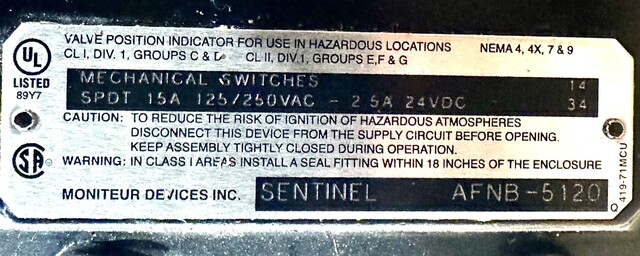 VALVE POSITION INDICATOR FOR USE IN HAZARDOUS LOCATIONS NEMA 4, 4X, 7 & 9
CL I, DIV. 1, GROUPS C & D CL II, DIV.1, GROUPS E,F & G
UL
LISTED
89Y7
MECHANICAL SWITCHES 14
SPDT 15A 125/250VAC - 2.5A 24VDC 34
CAUTION: TO REDUCE THE RISK OF IGNITION OF HAZARDOUS ATMOSPHERES
DISCONNECT THIS DEVICE FROM THE SUPPLY CIRCUIT BEFORE OPENING.
KEEP ASSEMBLY TIGHTLY CLOSED DURING OPERATION.
SA
WARNING: IN CLASS I AREAS INSTALL A SEAL FITTING WITHIN 18 INCHES OF THE ENCLOSURE
MONITEUR DEVICES INC. SENTINEL AFNB-5120
Q 419-71MCU